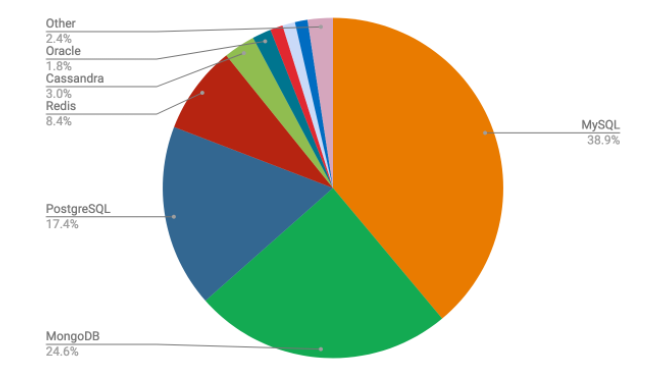 Other
2.4%
Oracle
1.8%
Cassandra
3.0%
Redis
8.4%
PostgreSQL
17.4%
MongoDB
24.6%
MySQL
38.9%